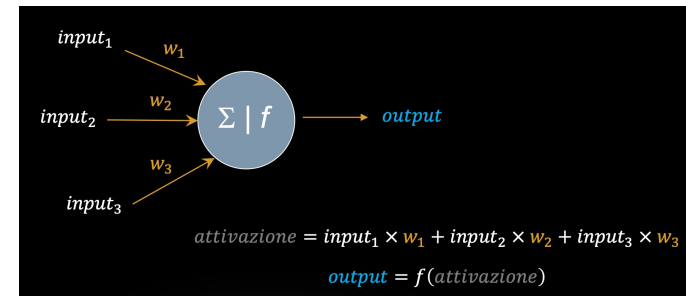 input₁
w₁
input₂
w₂
Σ | f
output
w₃
input₃
attivazione = input₁ × w₁ + input₂ × w₂ + input₃ × w₃
output = f(attivazione)